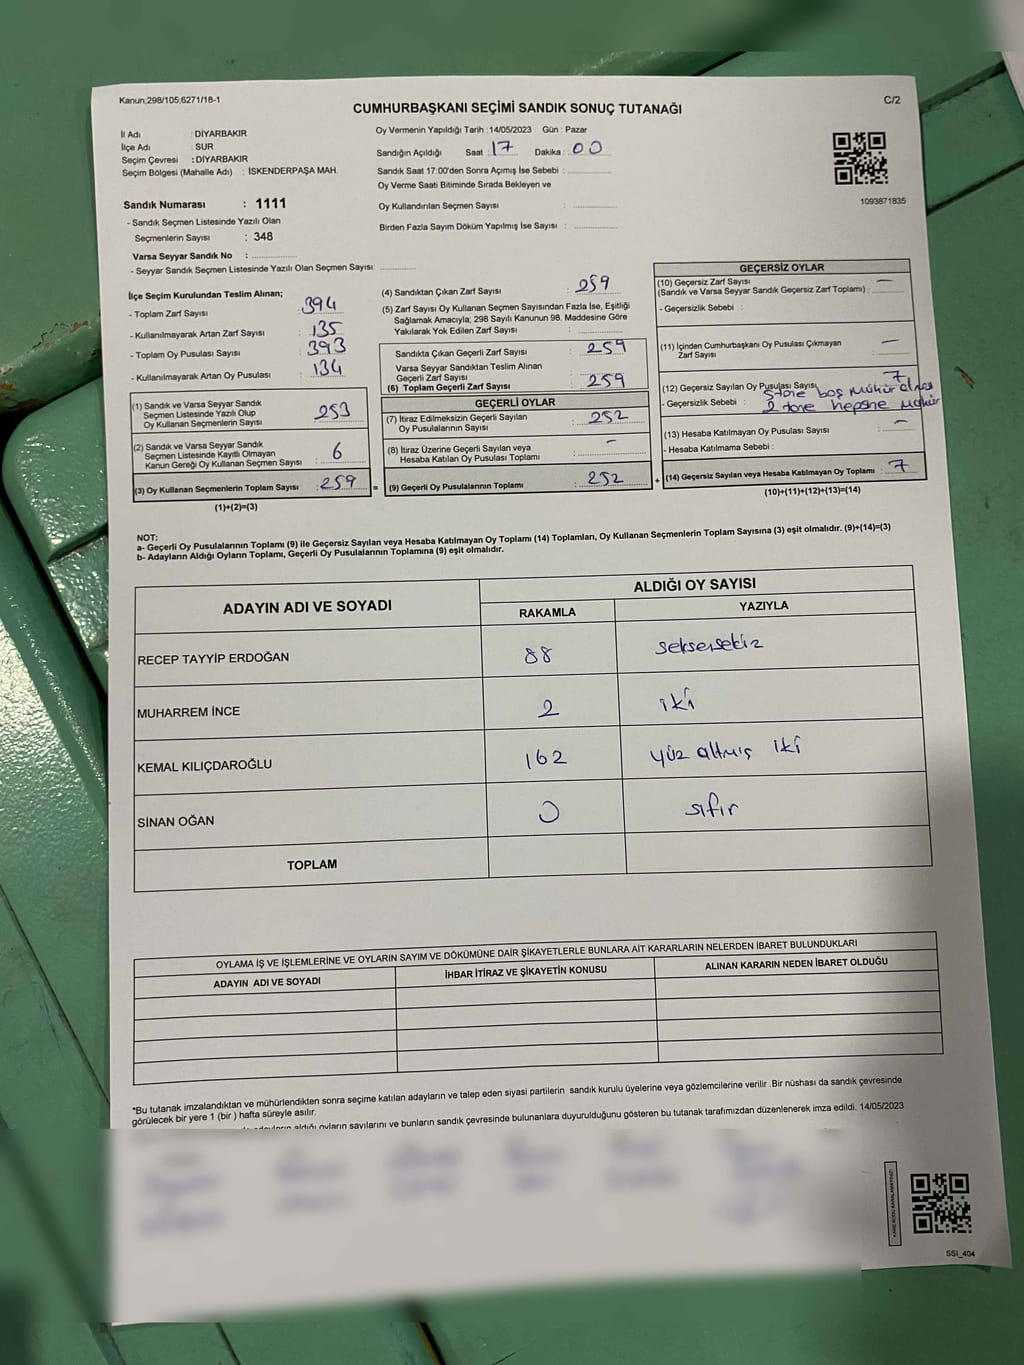 Kanun;298/105;6271/18-1
C/2
CUMHURBAŞKANI SEÇİMİ SANDIK SONUÇ TUTANAĞI
İl Adı : DİYARBAKIR
İlçe Adı : SUR
Seçim Çevresi : DİYARBAKIR
Seçim Bölgesi (Mahalle Adı) : İSKENDERPAŞA MAH.
Sandık Numarası : 1111
- Sandık Seçmen Listesinde Yazılı Olan
Seçmenlerin Sayısı : 348
Varsa Seyyar Sandık No :
- Seyyar Sandık Seçmen Listesinde Yazılı Olan Seçmen Sayısı:
Oy Vermenin Yapıldığı Tarih :14/05/2023 Gün : Pazar
Sandığın Açıldığı Saat : 17 Dakika : 00
Sandık Saat 17:00'den Sonra Açımış İse Sebebi :
Oy Verme Saati Bitiminde Sırada Bekleyen ve
Oy Kullandırılan Seçmen Sayısı :
Birden Fazla Sayım Döküm Yapılmış İse Sayısı :
1093871835
İlçe Seçim Kurulundan Teslim Alınan;
- Toplam Zarf Sayısı : 394
- Kullanılmayarak Artan Zarf Sayısı : 135
- Toplam Oy Pusulası Sayısı : 393
- Kullanılmayarak Artan Oy Pusulası : 134
(1) Sandık ve Varsa Seyyar Sandık
Seçmen Listesinde Yazılı Olup
Oy Kullanan Seçmenlerin Sayısı : 253
(2) Sandık ve Varsa Seyyar Sandık
Seçmen Listesinde Kayıtlı Olmayan
Kanun Gereği Oy Kullanan Seçmen Sayısı : 6
(3) Oy Kullanan Seçmenlerin Toplam Sayısı : 259 =
(1)+(2)=(3)
(4) Sandıktan Çıkan Zarf Sayısı : 259
(5) Zarf Sayısı Oy Kullanan Seçmen Sayısından Fazla İse, Eşitliği
Sağlamak Amacıyla; 298 Sayılı Kanunun 98. Maddesine Göre
Yakılarak Yok Edilen Zarf Sayısı :
Sandıkta Çıkan Geçerli Zarf Sayısı : 259
Varsa Seyyar Sandıktan Teslim Alınan
Geçerli Zarf Sayısı :
(6) Toplam Geçerli Zarf Sayısı : 259
GEÇERLİ OYLAR
(7) İtiraz Edilmeksizin Geçerli Sayılan
Oy Pusulalarının Sayısı : 252
(8) İtiraz Üzerine Geçerli Sayılan veya
Hesaba Katılan Oy Pusulası Toplamı : -
(9) Geçerli Oy Pusulalarının Toplamı : 252 +
GEÇERSİZ OYLAR
(10) Geçersiz Zarf Sayısı
(Sandık ve Varsa Seyyar Sandık Geçersiz Zarf Toplamı) : -
- Geçersizlik Sebebi :
(11) İçinden Cumhurbaşkanı Oy Pusulası Çıkmayan
Zarf Sayısı : -
(12) Geçersiz Sayılan Oy Pusulası Sayısı : 7
- Geçersizlik Sebebi : 5 tane boş mühür
2 tane hepsine mühür
(13) Hesaba Katılmayan Oy Pusulası Sayısı : -
- Hesaba Katılmama Sebebi :
(14) Geçersiz Sayılan veya Hesaba Katılmayan Oy Toplamı : 7
(10)+(11)+(12)+(13)=(14)
NOT:
a- Geçerli Oy Pusulalarının Toplamı (9) ile Geçersiz Sayılan veya Hesaba Katılmayan Oy Toplamı (14) Toplamları, Oy Kullanan Seçmenlerin Toplam Sayısına (3) eşit olmalıdır. (9)+(14)=(3)
b- Adayların Aldığı Oyların Toplamı, Geçerli Oy Pusulalarının Toplamına (9) eşit olmalıdır.
ADAYIN ADI VE SOYADI
ALDIĞI OY SAYISI
RAKAMLA YAZIYLA
RECEP TAYYİP ERDOĞAN 88 seksensekiz
MUHARREM İNCE 2 iki
KEMAL KILIÇDAROĞLU 162 yüz altmış iki
SİNAN OĞAN 0 sıfır
TOPLAM
OYLAMA İŞ VE İŞLEMLERİNE VE OYLARIN SAYIM VE DÖKÜMÜNE DAİR ŞİKAYETLERLE BUNLARA AİT KARARLARIN NELERDEN İBARET BULUNDUKLARI
ADAYIN ADI VE SOYADI İHBAR İTİRAZ VE ŞİKAYETİN KONUSU ALINAN KARARIN NEDEN İBARET OLDUĞU
*Bu tutanak imzalandıktan ve mühürlendikten sonra seçime katılan adayların ve talep eden siyasi partilerin sandık kurulu üyelerine veya gözlemcilerine verilir .Bir nüshası da sandık çevresinde
görülecek bir yere 1 (bir ) hafta süreyle asılır.
aldığı oyların sayılarını ve bunların sandık çevresinde bulunanlara duyurulduğunu gösteren bu tutanak tarafımızdan düzenlenerek imza edildi. 14/05/2023
SSI_404